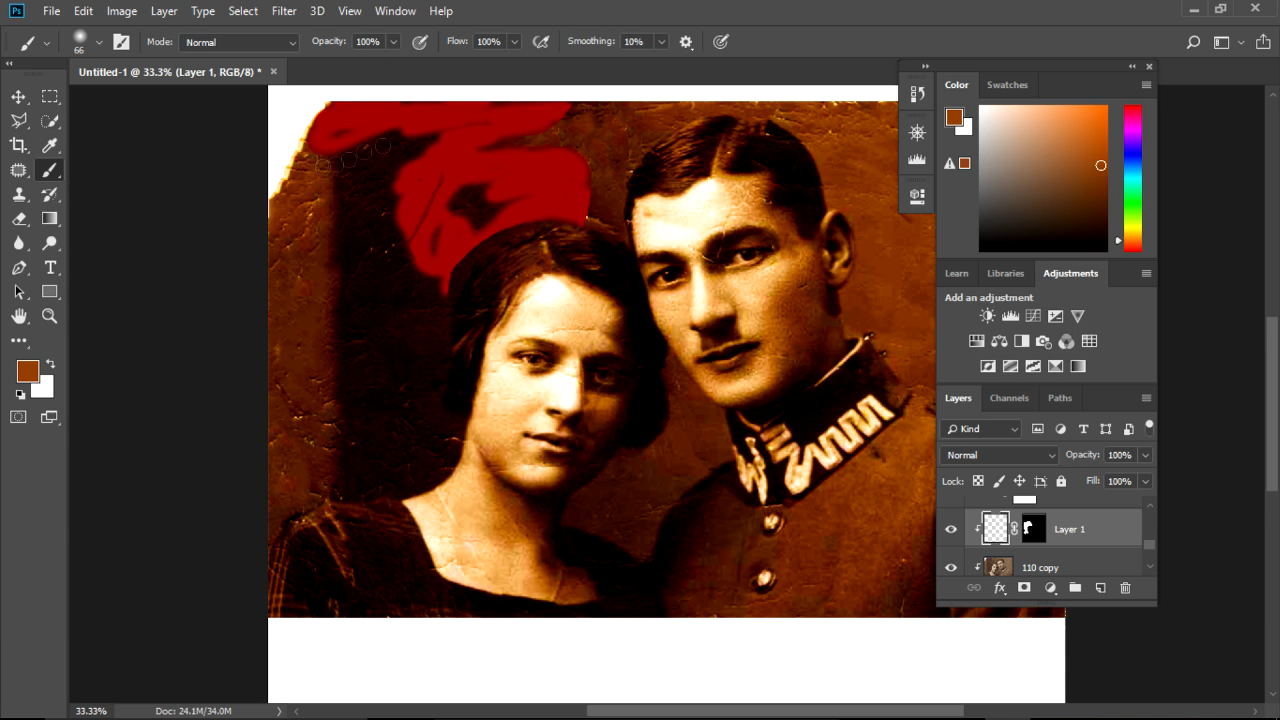 Ps File Edit Image Layer Type Select Filter 3D View Window Help
66 Mode: Normal Opacity: 100% Flow: 100% Smoothing: 10%
Untitled-1 @ 33.3% (Layer 1, RGB/8) *
Color Swatches
Learn Libraries Adjustments
Add an adjustment
Layers Channels Paths
Kind
Normal Opacity: 100%
Lock: Fill: 100%
Layer 1
110 copy
fx
33.33% Doc: 24.1M/34.0M